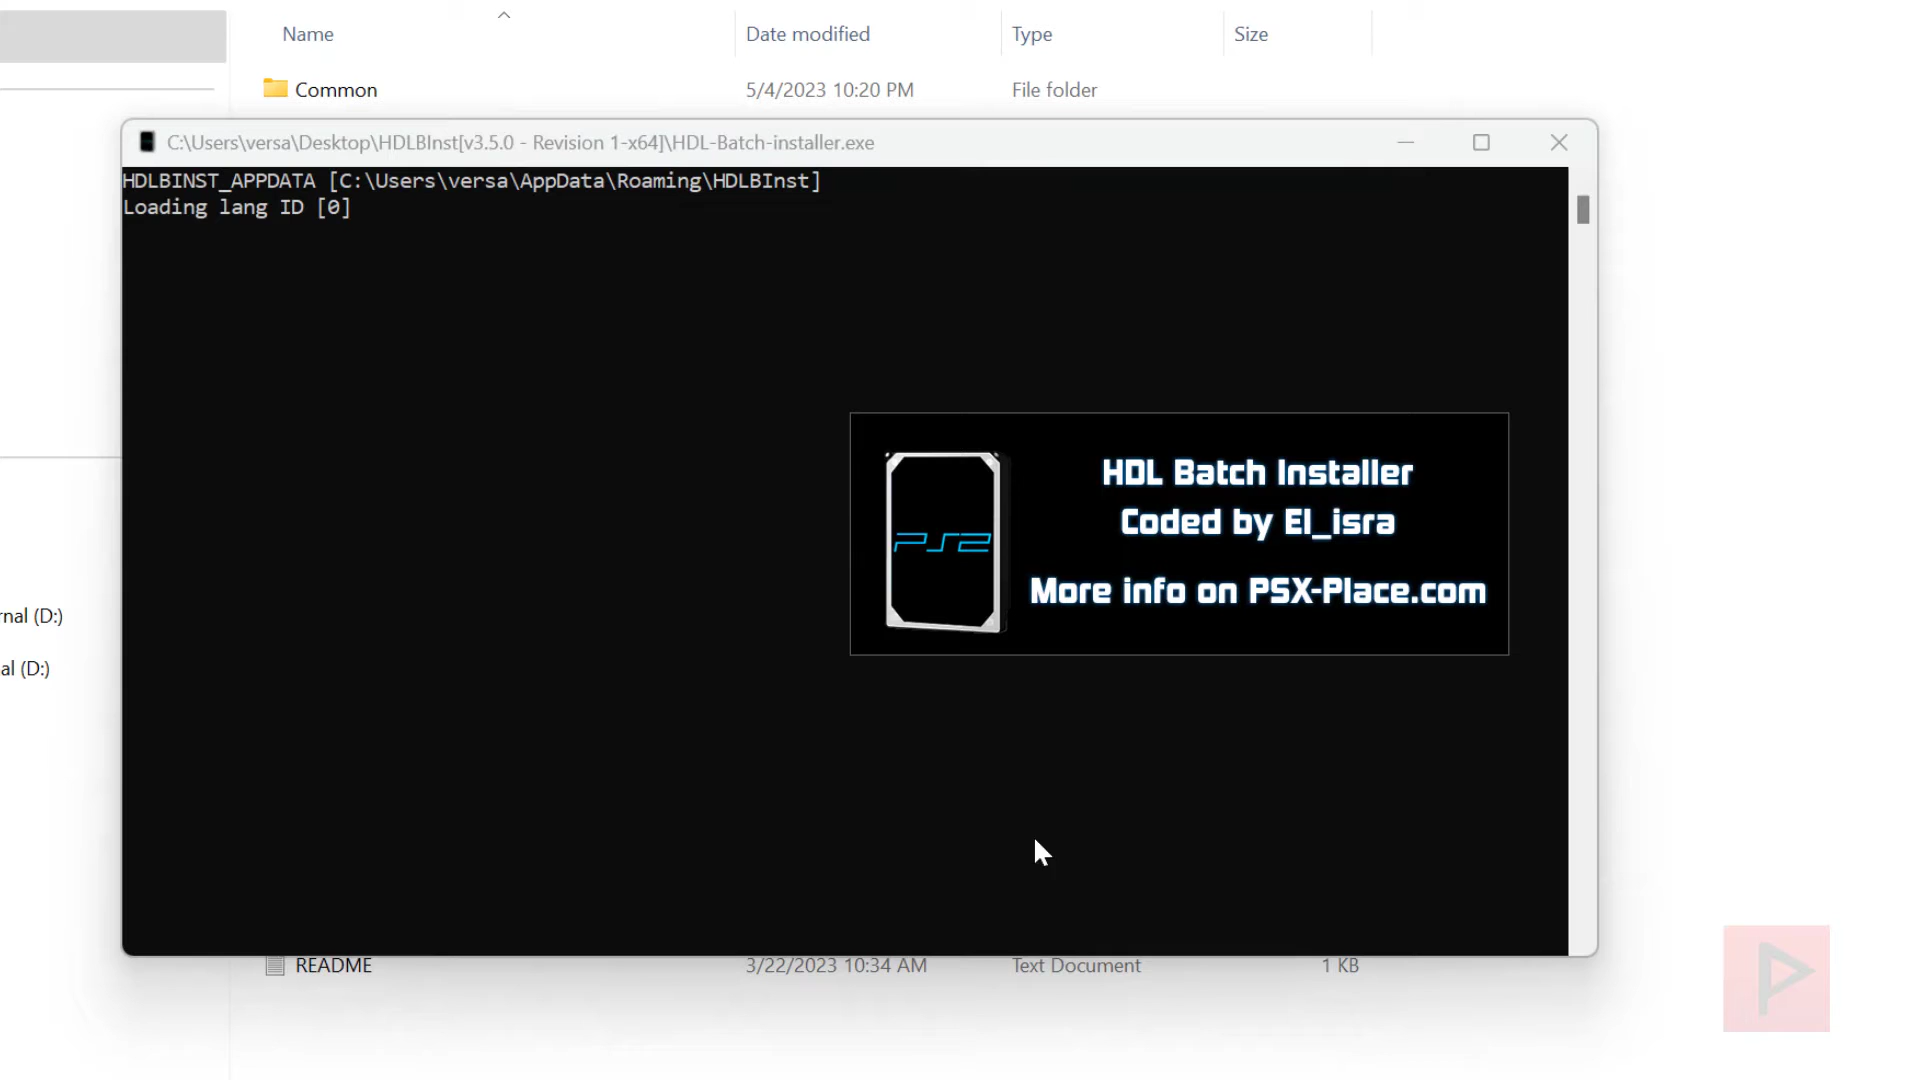 Name Date modified Type Size
Common 5/4/2023 10:20 PM File folder
C:\Users\versa\Desktop\HDLBInst[v3.5.0 - Revision 1-x64]\HDL-Batch-installer.exe
HDLBINST_APPDATA [C:\Users\versa\AppData\Roaming\HDLBInst]
Loading lang ID [0]
HDL Batch Installer
Coded by El_isra
PS2
More info on PSX-Place.com
rnal (D:)
al (D:)
README 3/22/2023 10:34 AM Text Document 1 KB